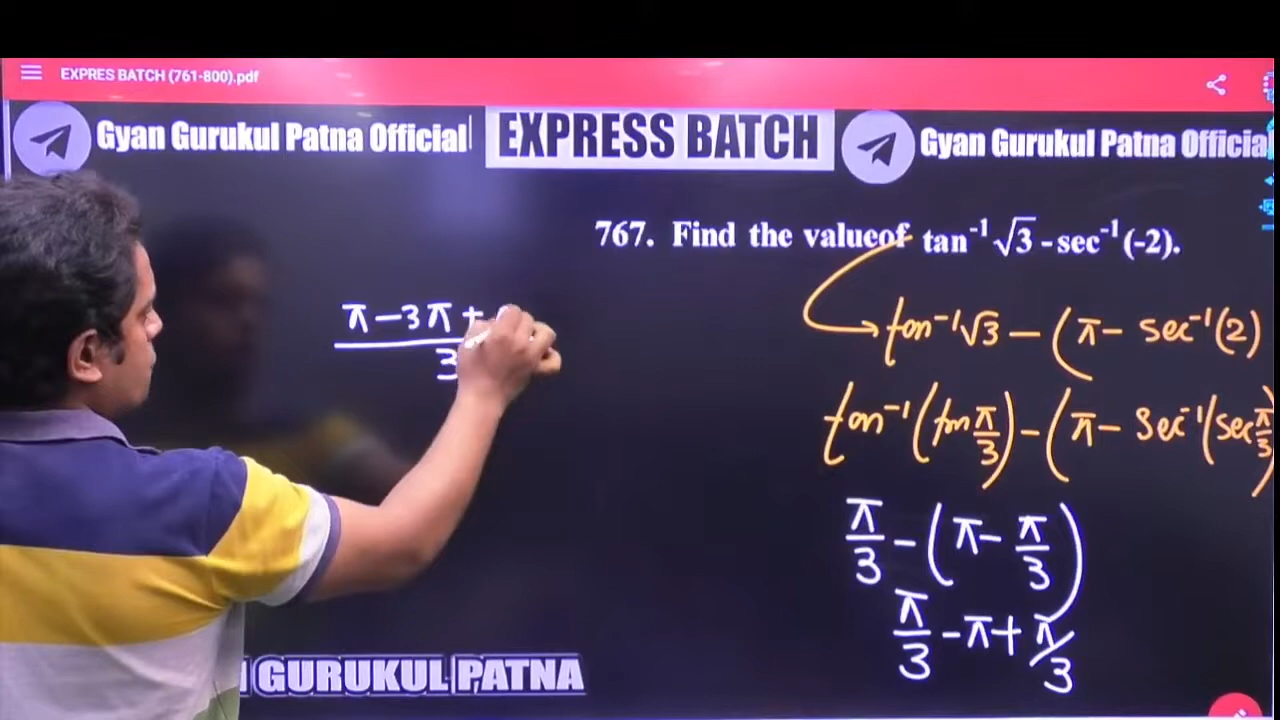 EXPRES BATCH (761-800).pdf
Gyan Gurukul Patna Official
EXPRESS BATCH
Gyan Gurukul Patna Officia
767. Find the valueof tan⁻¹√3 - sec⁻¹(-2).
tan⁻¹√3 − (π − sec⁻¹(2)
tan⁻¹(tan π/3) − (π − sec⁻¹(sec π/3)
π/3 − (π − π/3)
π/3 − π + π/3
π − 3π +
3
GURUKUL PATNA